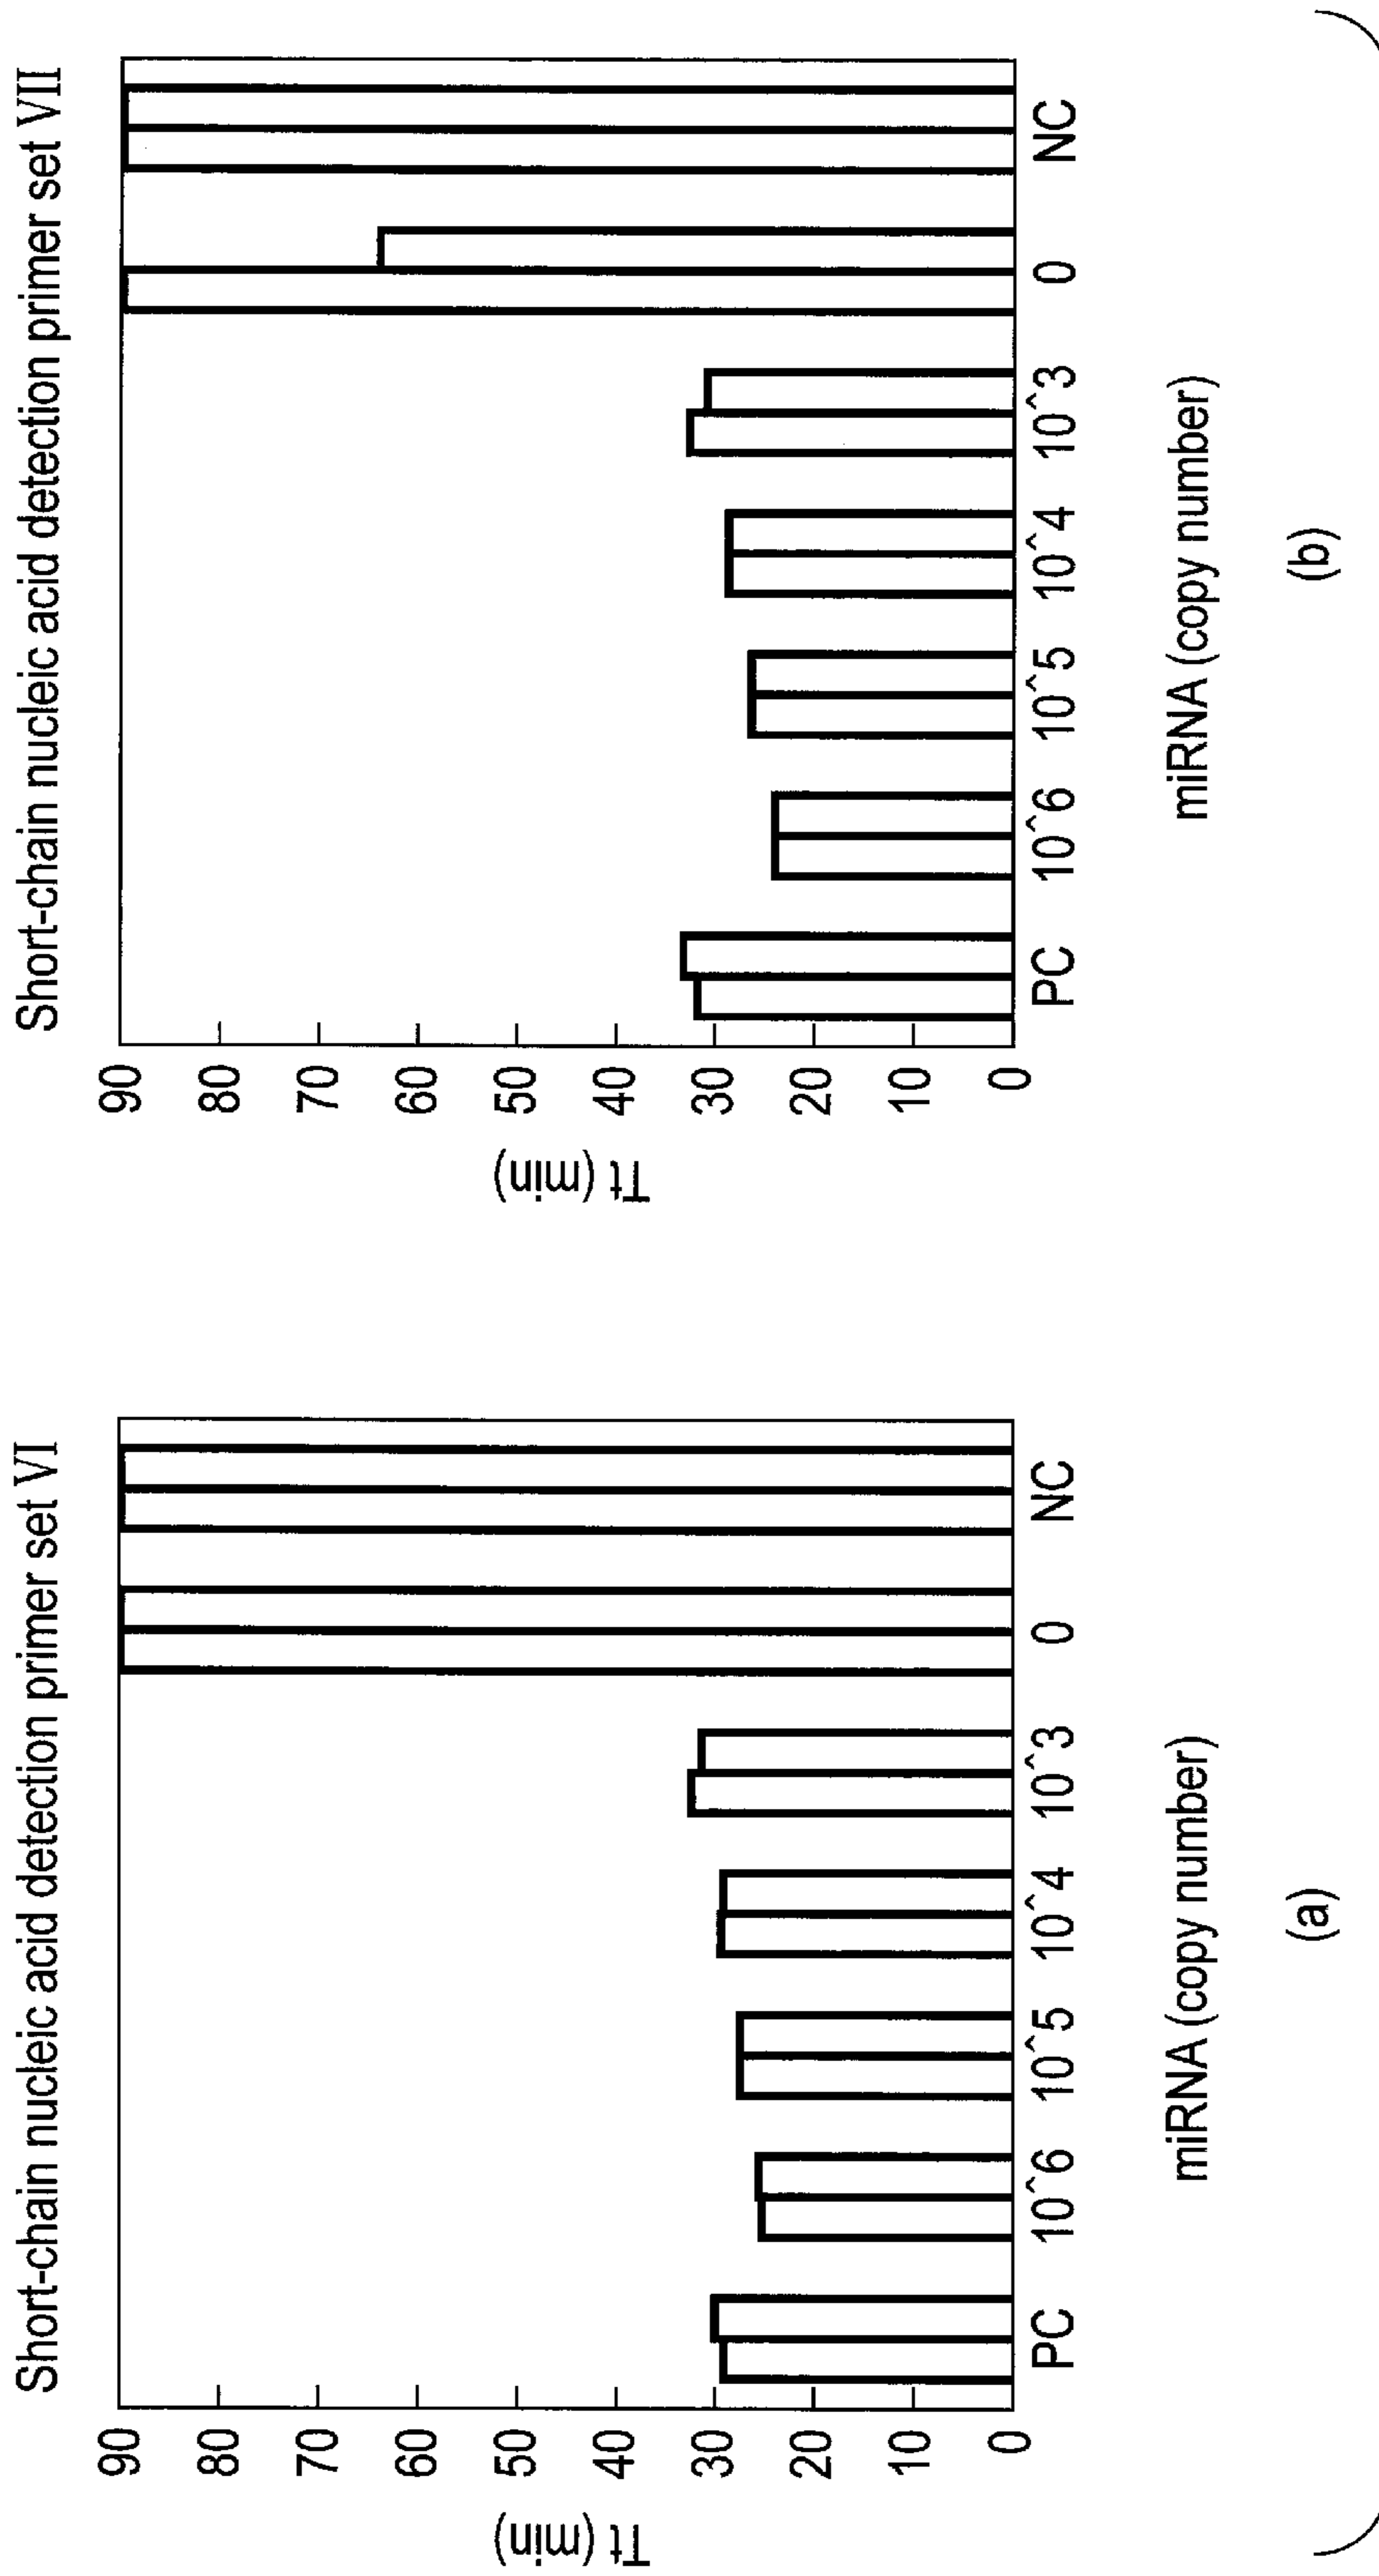 Short-chain nucleic acid detection primer set VI
Tt (min)
90
80
70
60
50
40
30
20
10
0
PC 10^6 10^5 10^4 10^3 0 NC
miRNA (copy number)
(a)
Short-chain nucleic acid detection primer set VII
Tt (min)
90
80
70
60
50
40
30
20
10
0
PC 10^6 10^5 10^4 10^3 0 NC
miRNA (copy number)
(b)